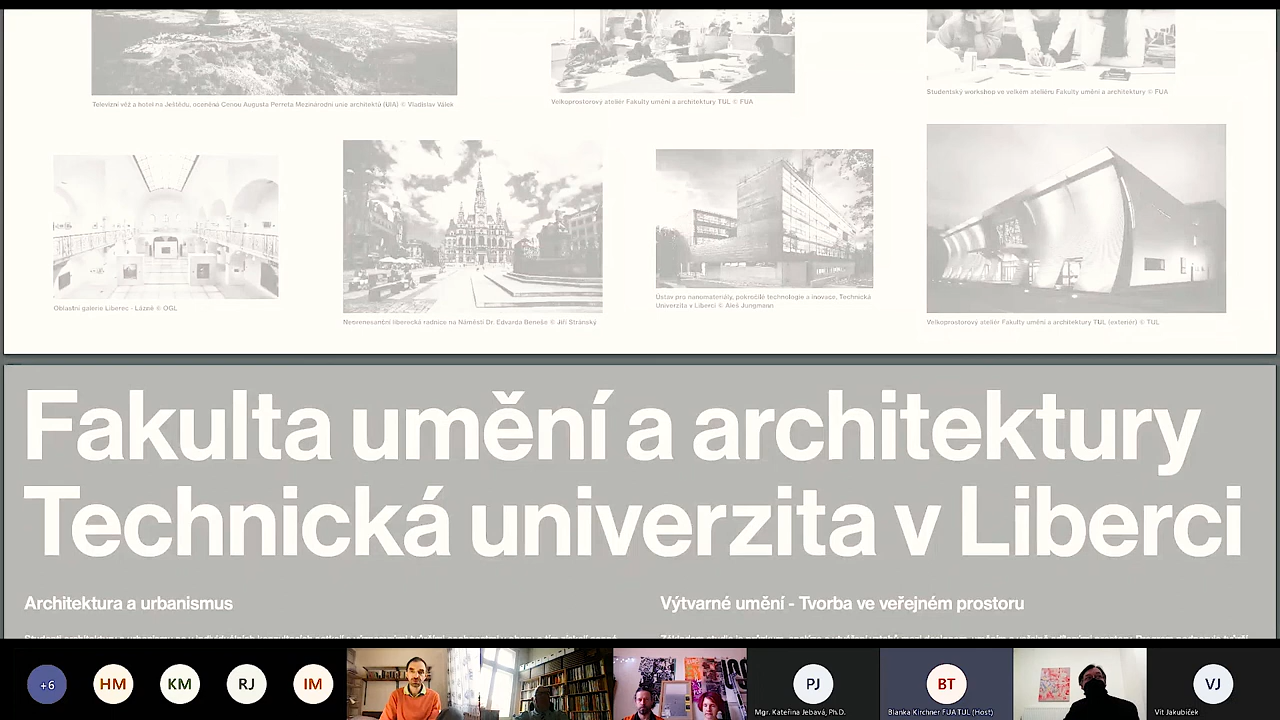 Televizní věž a hotel na Ještědu, oceněna Cenou Augusta Perreta Mezinárodní unie architektů (UIA) © Vladislav Válek
Velkoprostorový ateliér Fakulty umění a architektury TUL © FUA
Studentský workshop ve velkém ateliéru Fakulty umění a architektury © FUA
Oblastní galerie Liberec - Lázně © OGL
Neorenesanční liberecká radnice na Náměstí Dr. Edvarda Beneše © Jiří Stránský
Ústav pro nanomateriály, pokročilé technologie a inovace, Technická
Univerzita v Liberci © Aleš Jungmann
Velkoprostorový ateliér Fakulty umění a architektury TUL (exteriér) © TUL
Fakulta umění a architektury
Technická univerzita v Liberci
Architektura a urbanismus
Výtvarné umění - Tvorba ve veřejném prostoru
+6
HM
KM
RJ
IM
PJ
Mgr. Kateřina Jebavá, Ph.D.
BT
Blanka Kirchner FUA TUL (Host)
VJ
Vít Jakubíček